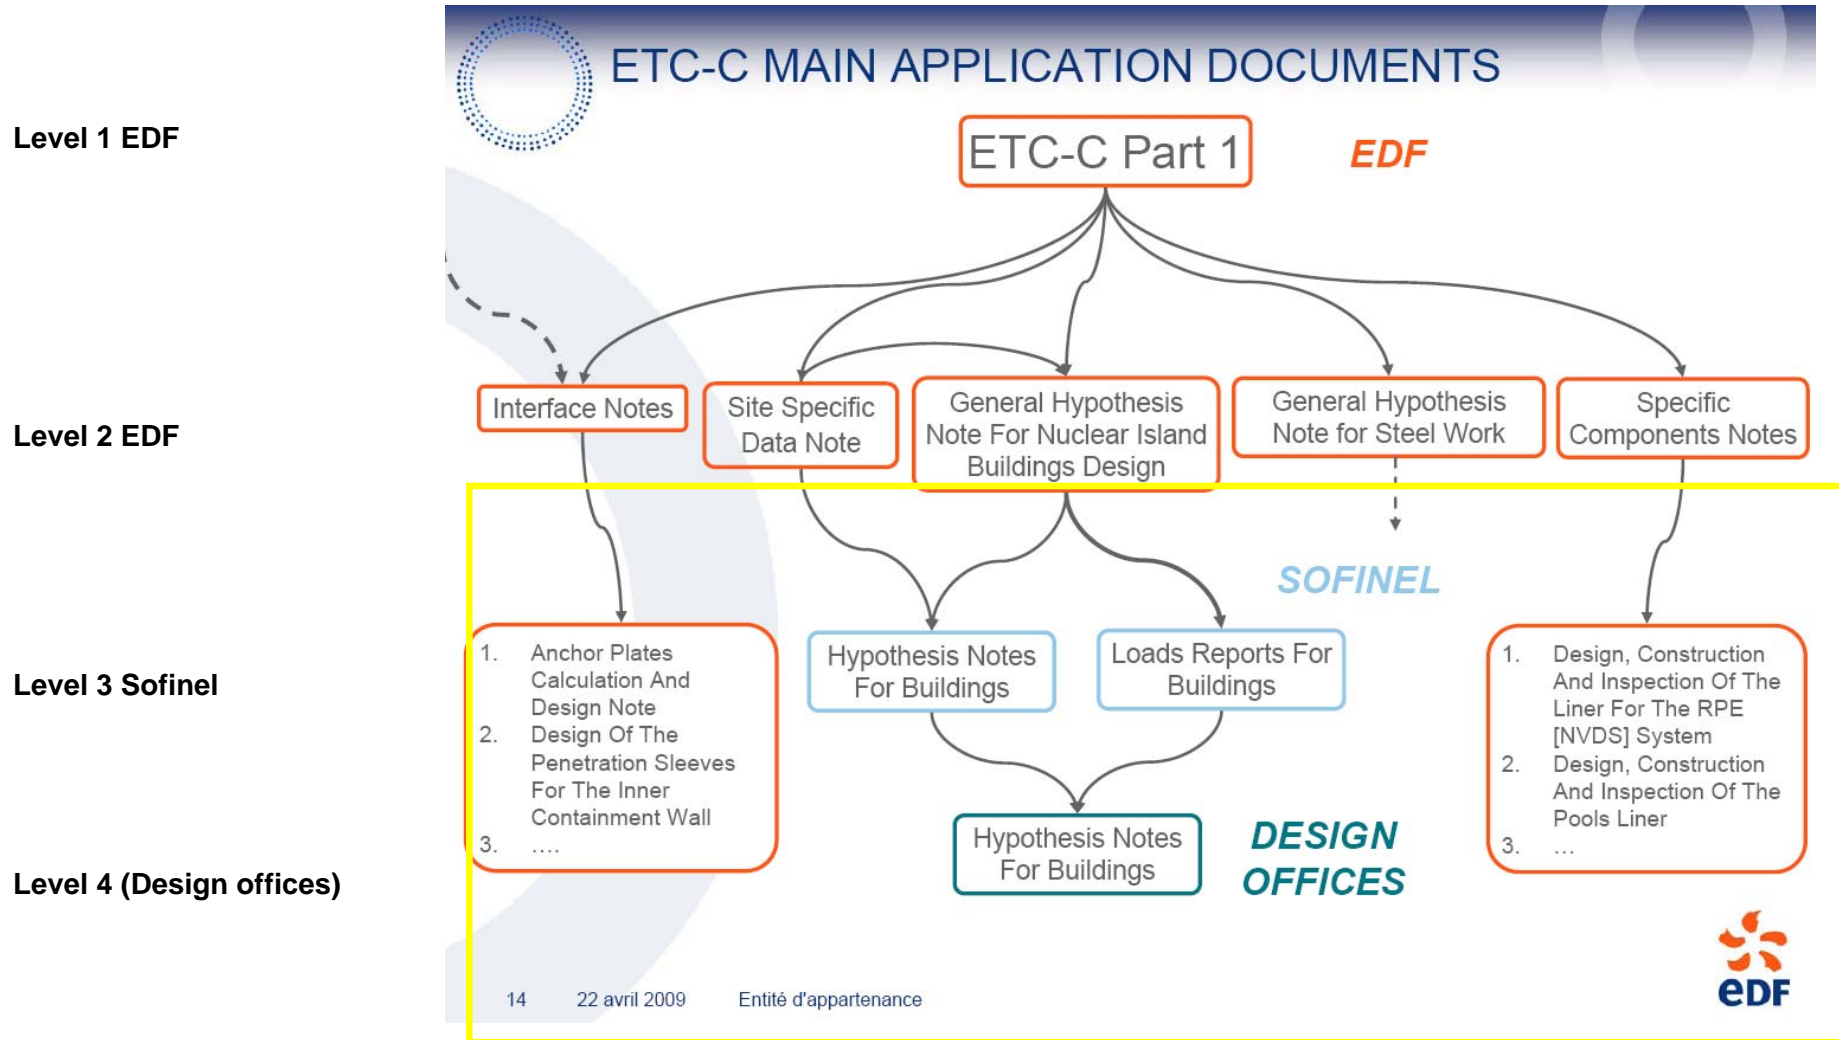 ETC-C MAIN APPLICATION DOCUMENTS
Level 1 EDF
ETC-C Part 1
EDF
Level 2 EDF
Interface Notes
Site Specific
Data Note
General Hypothesis
Note For Nuclear Island
Buildings Design
General Hypothesis
Note for Steel Work
Specific
Components Notes
SOFINEL
Level 3 Sofinel
1. Anchor Plates
Calculation And
Design Note
2. Design Of The
Penetration Sleeves
For The Inner
Containment Wall
3. ....
Hypothesis Notes
For Buildings
Loads Reports For
Buildings
1. Design, Construction
And Inspection Of The
Liner For The RPE
[NVDS] System
2. Design, Construction
And Inspection Of The
Pools Liner
3. ...
Level 4 (Design offices)
Hypothesis Notes
For Buildings
DESIGN
OFFICES
14 22 avril 2009 Entité d'appartenance
eDF